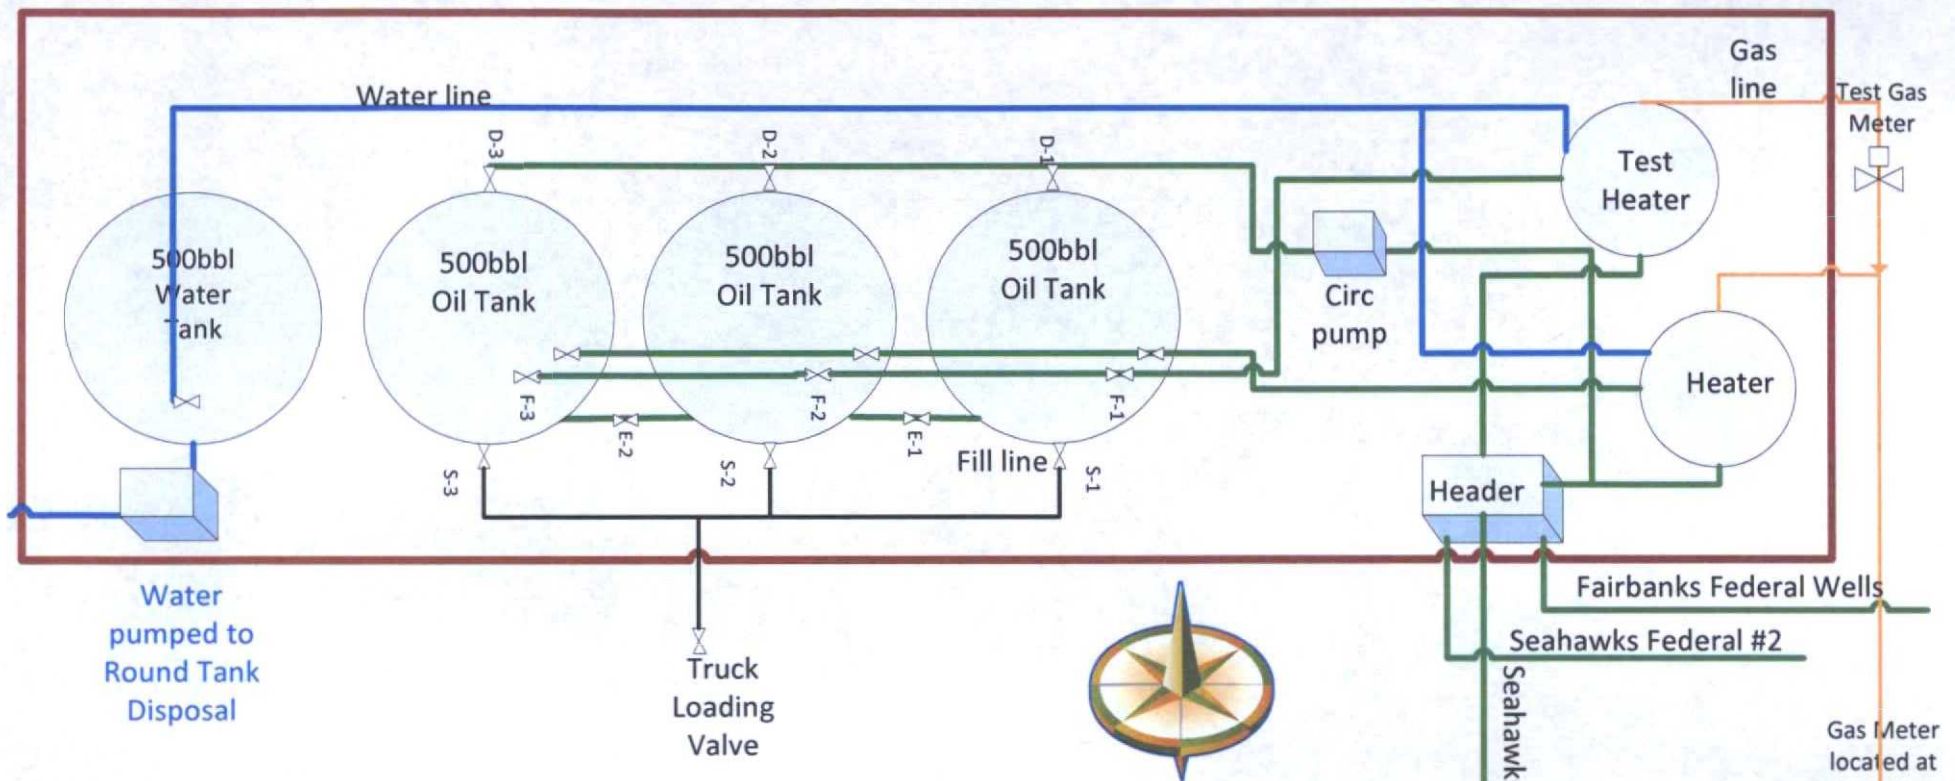 Gas
line
Water line
Test Gas
Meter
D-3
D-2
D-1
Test
Heater
500bbl
Water
Tank
500bbl
Oil Tank
500bbl
Oil Tank
500bbl
Oil Tank
Circ
pump
Heater
F-3
F-2
F-1
E-2
E-1
Fill line
S-3
S-2
S-1
Header
Water
pumped to
Round Tank
Disposal
Fairbanks Federal Wells
Seahawks Federal #2
Truck
Loading
Valve
Seahawk
Gas Meter
located at